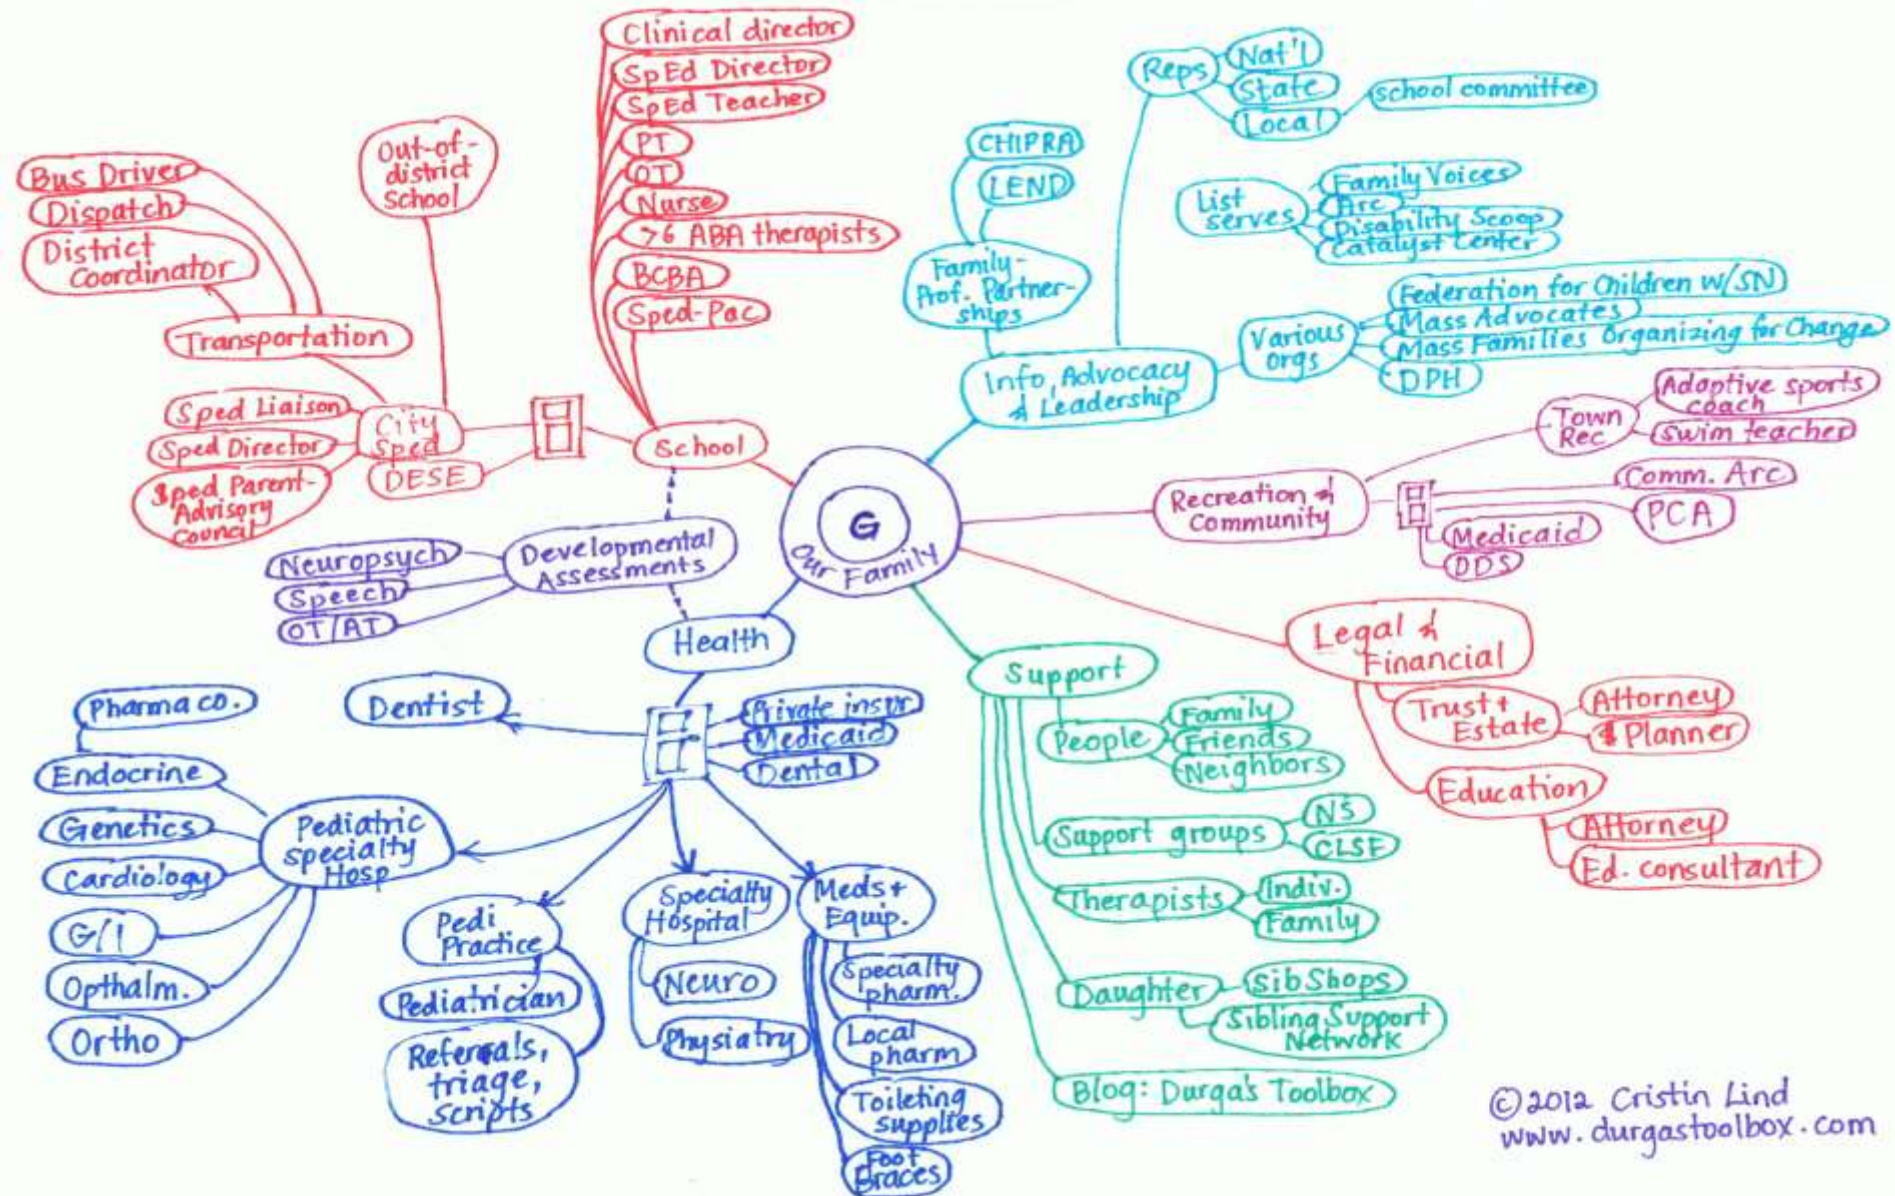 Clinical director
SpEd Director
SpEd Teacher
PT
OT
Nurse
>6 ABA therapists
BCBA
Sped-Pac
Out-of-
district
School
Bus Driver
Dispatch
District
Coordinator
Transportation
Sped Liaison
Sped Director
Sped Parent-
Advisory
Council
City
Sped
DESE
School
Reps
Nat'l
State
Local
school committee
CHIPRA
LEND
List
serves
Family Voices
Arc
Disability Scoop
Catalyst Center
Family-
Prof. Partner-
ships
Various
orgs
Federation for Children w/SN
Mass Advocates
Mass Families Organizing for Change
DPH
Info, Advocacy
& Leadership
Town
Rec
Adaptive sports
coach
swim teacher
Recreation &
Community
Comm. Arc
PCA
Medicaid
DDS
G
Our Family
Developmental
Assessments
Neuropsych
Speech
OT/AT
Health
Legal &
Financial
Trust +
Estate
Attorney
$ Planner
Education
Attorney
Ed. consultant
Support
People
Family
Friends
Neighbors
Support groups
NS
CLSF
Therapists
Indiv.
Family
Daughter
SibShops
Sibling Support
Network
Blog: Durga's Toolbox
Dentist
Private insur
Medicaid
Dental
Pharma co.
Endocrine
Genetics
Cardiology
G/I
Opthalm.
Ortho
Pediatric
specialty
Hosp
Pedi
Practice
Pediatrician
Referrals,
triage,
scripts
Specialty
Hospital
Neuro
Physiatry
Meds +
Equip.
Specialty
pharm.
Local
pharm
Toileting
supplies
Foot
Braces
©2012 Cristin Lind
www.durgastoolbox.com